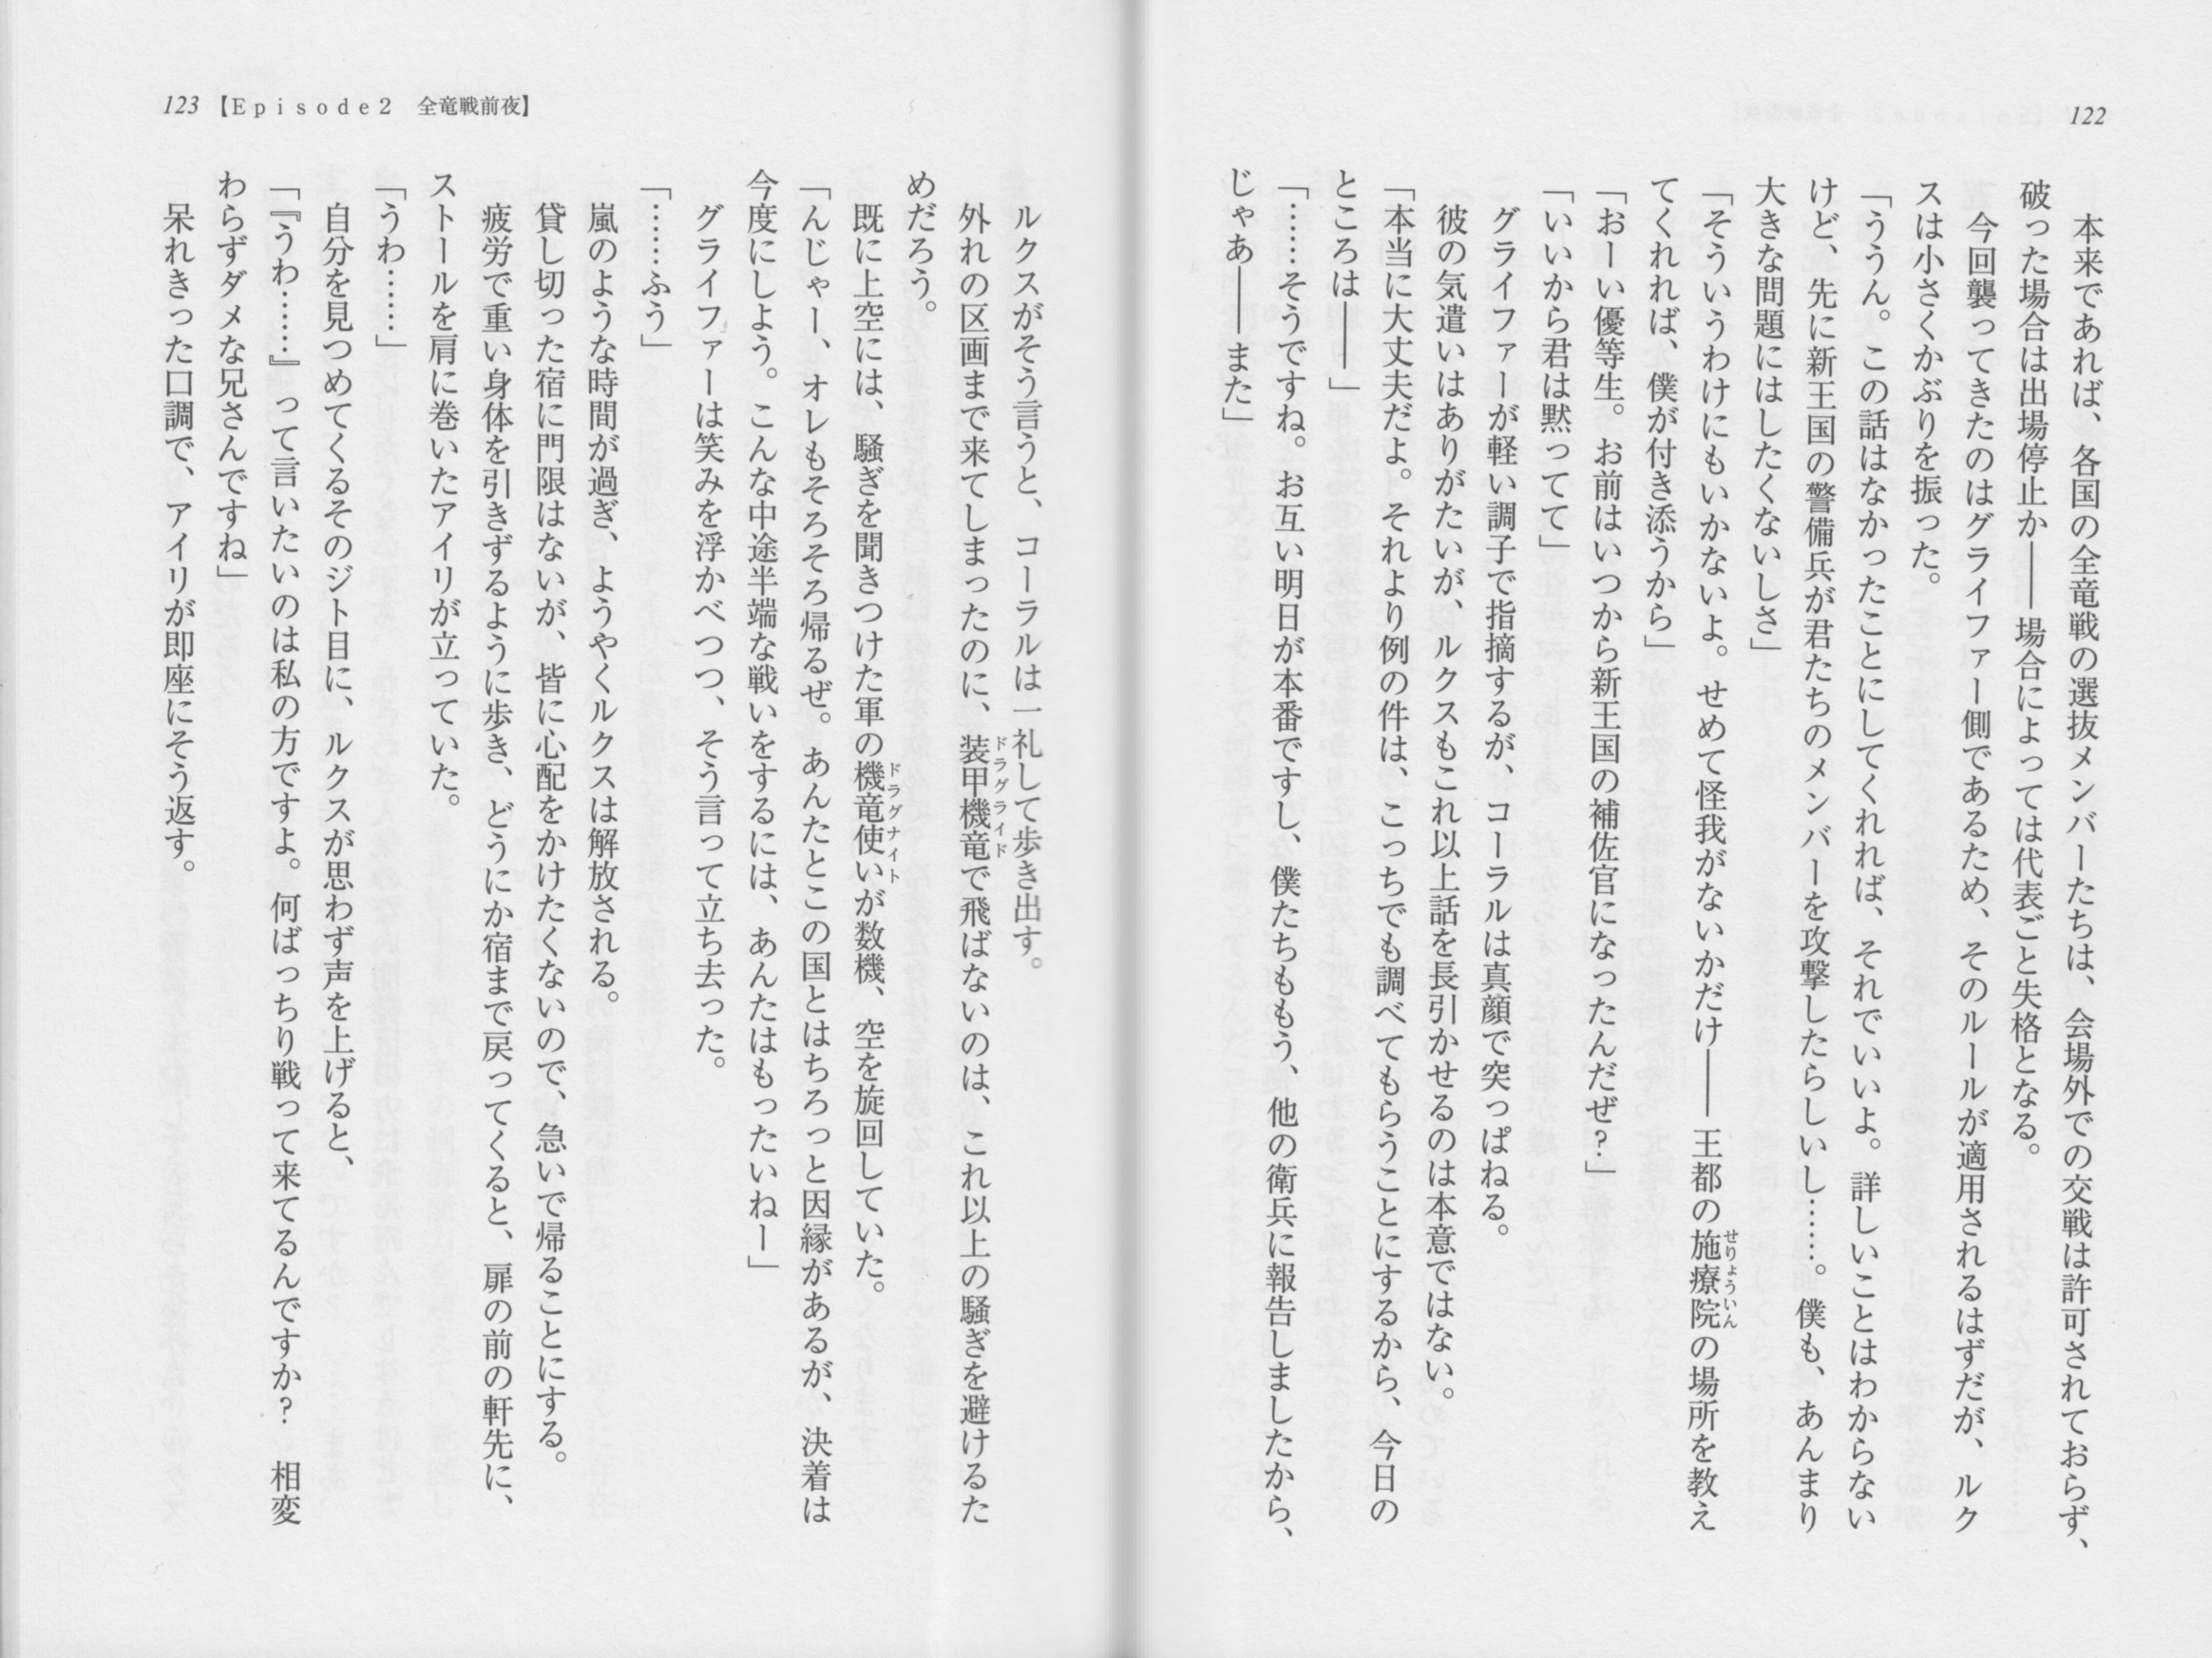 122
　本来であれば、各国の全竜戦の選抜メンバーたちは、会場外での交戦は許可されておらず、
破った場合は出場停止か――場合によっては代表ごと失格となる。
　今回襲ってきたのはグライファー側であるため、そのルールが適用されるはずだが、ルク
スは小さくかぶりを振った。
「ううん。この話はなかったことにしてくれれば、それでいいよ。詳しいことはわからない
けど、先に新王国の警備兵が君たちのメンバーを攻撃したらしいし……。僕も、あんまり
大きな問題にはしたくないしさ」
「そういうわけにもいかないよ。せめて怪我がないかだけ――王都の施療院の場所を教え
せりょういん
てくれれば、僕が付き添うから」
「おーい優等生。お前はいつから新王国の補佐官になったんだぜ?」
「いいから君は黙ってて」
　グライファーが軽い調子で指摘するが、コーラルは真顔で突っぱねる。
　彼の気遣いはありがたいが、ルクスもこれ以上話を長引かせるのは本意ではない。
「本当に大丈夫だよ。それより例の件は、こっちでも調べてもらうことにするから、今日の
ところは――」
「……そうですね。お互い明日が本番ですし、僕たちももう、他の衛兵に報告しましたから、
じゃあ――また」
123【Episode2　全竜戦前夜】
　ルクスがそう言うと、コーラルは一礼して歩き出す。
　外れの区画まで来てしまったのに、装甲機竜で飛ばないのは、これ以上の騒ぎを避けるた
ドラグライド
めだろう。
　既に上空には、騒ぎを聞きつけた軍の機竜使いが数機、空を旋回していた。
ドラグナイト
「んじゃー、オレもそろそろ帰るぜ。あんたとこの国とはちろっと因縁があるが、決着は
今度にしよう。こんな中途半端な戦いをするには、あんたはもったいねー」
　グライファーは笑みを浮かべつつ、そう言って立ち去った。
「……ふう」
　嵐のような時間が過ぎ、ようやくルクスは解放される。
　貸し切った宿に門限はないが、皆に心配をかけたくないので、急いで帰ることにする。
　疲労で重い身体を引きずるように歩き、どうにか宿まで戻ってくると、扉の前の軒先に、
ストールを肩に巻いたアイリが立っていた。
「うわ……」
　自分を見つめてくるそのジト目に、ルクスが思わず声を上げると、
「『うわ……』って言いたいのは私の方ですよ。何ばっちり戦って来てるんですか?　相変
わらずダメな兄さんですね」
　呆れきった口調で、アイリが即座にそう返す。